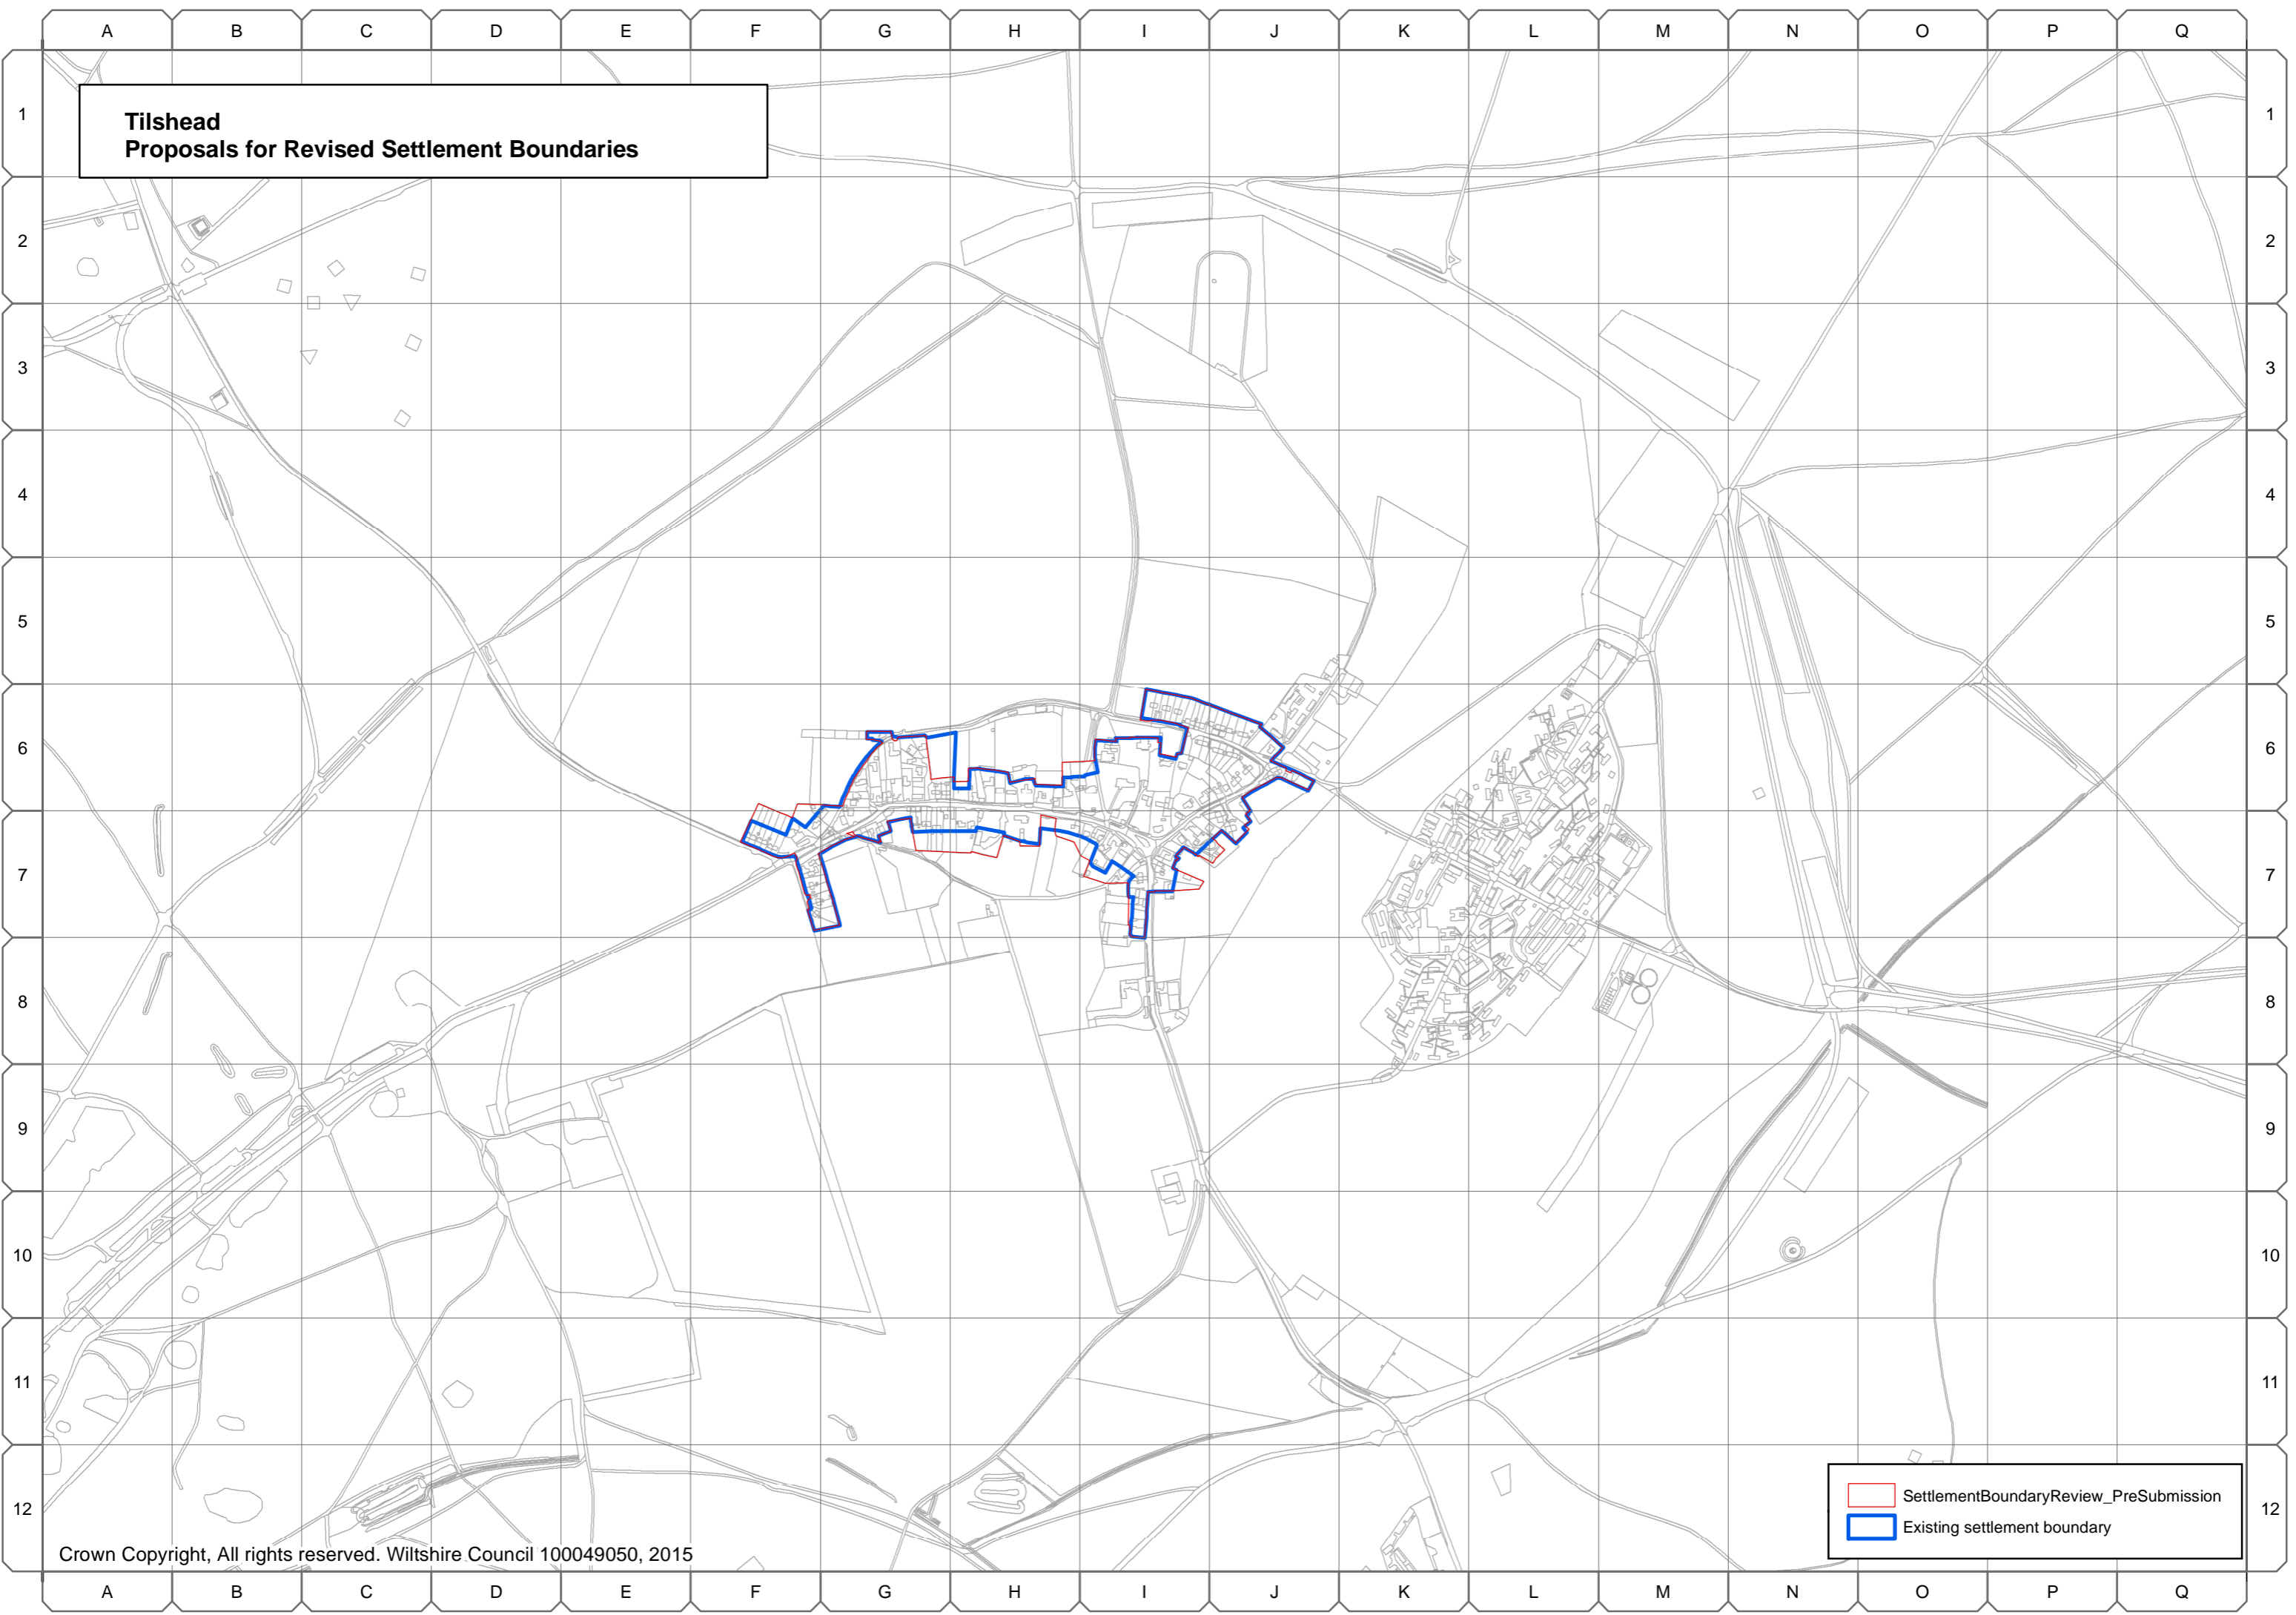 A B C D E F G H I J K L M N O P Q
Tilshead
Proposals for Revised Settlement Boundaries
1 1
2 2
3 3
4 4
5 5
6 6
7 7
8 8
9 9
10 10
11 11
12 12
SettlementBoundaryReview_PreSubmission
Existing settlement boundary
Crown Copyright, All rights reserved. Wiltshire Council 100049050, 2015
A B C D E F G H I J K L M N O P Q